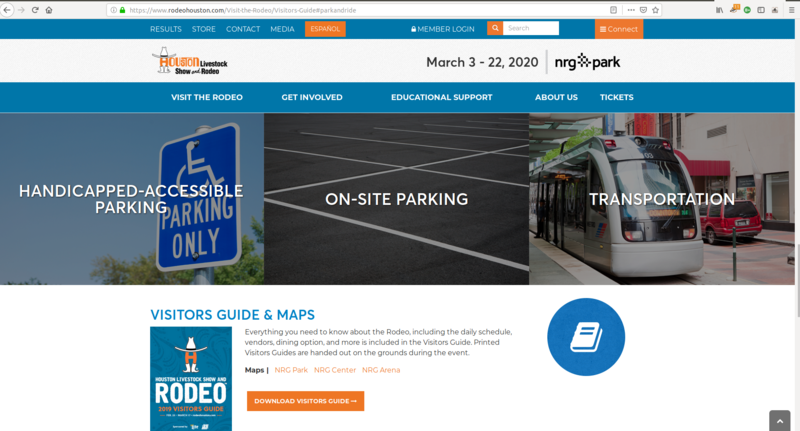 https://www.rodeohouston.com/Visit-the-Rodeo/Visitors-Guide#parkandride
RESULTS STORE CONTACT MEDIA ESPAÑOL MEMBER LOGIN Search Connect
HOUSTON Livestock
Show and Rodeo
March 3 - 22, 2020 nrg park
VISIT THE RODEO GET INVOLVED EDUCATIONAL SUPPORT ABOUT US TICKETS
HANDICAPPED-ACCESSIBLE
PARKING
PARKING
ONLY
ON-SITE PARKING
TRANSPORTATION
VISITORS GUIDE & MAPS
Everything you need to know about the Rodeo, including the daily schedule,
vendors, dining option, and more is included in the Visitors Guide. Printed
Visitors Guides are handed out on the grounds during the event.
Maps | NRG Park NRG Center NRG Arena
DOWNLOAD VISITORS GUIDE
H
HOUSTON LIVESTOCK SHOW AND
RODEO
2019 VISITORS GUIDE